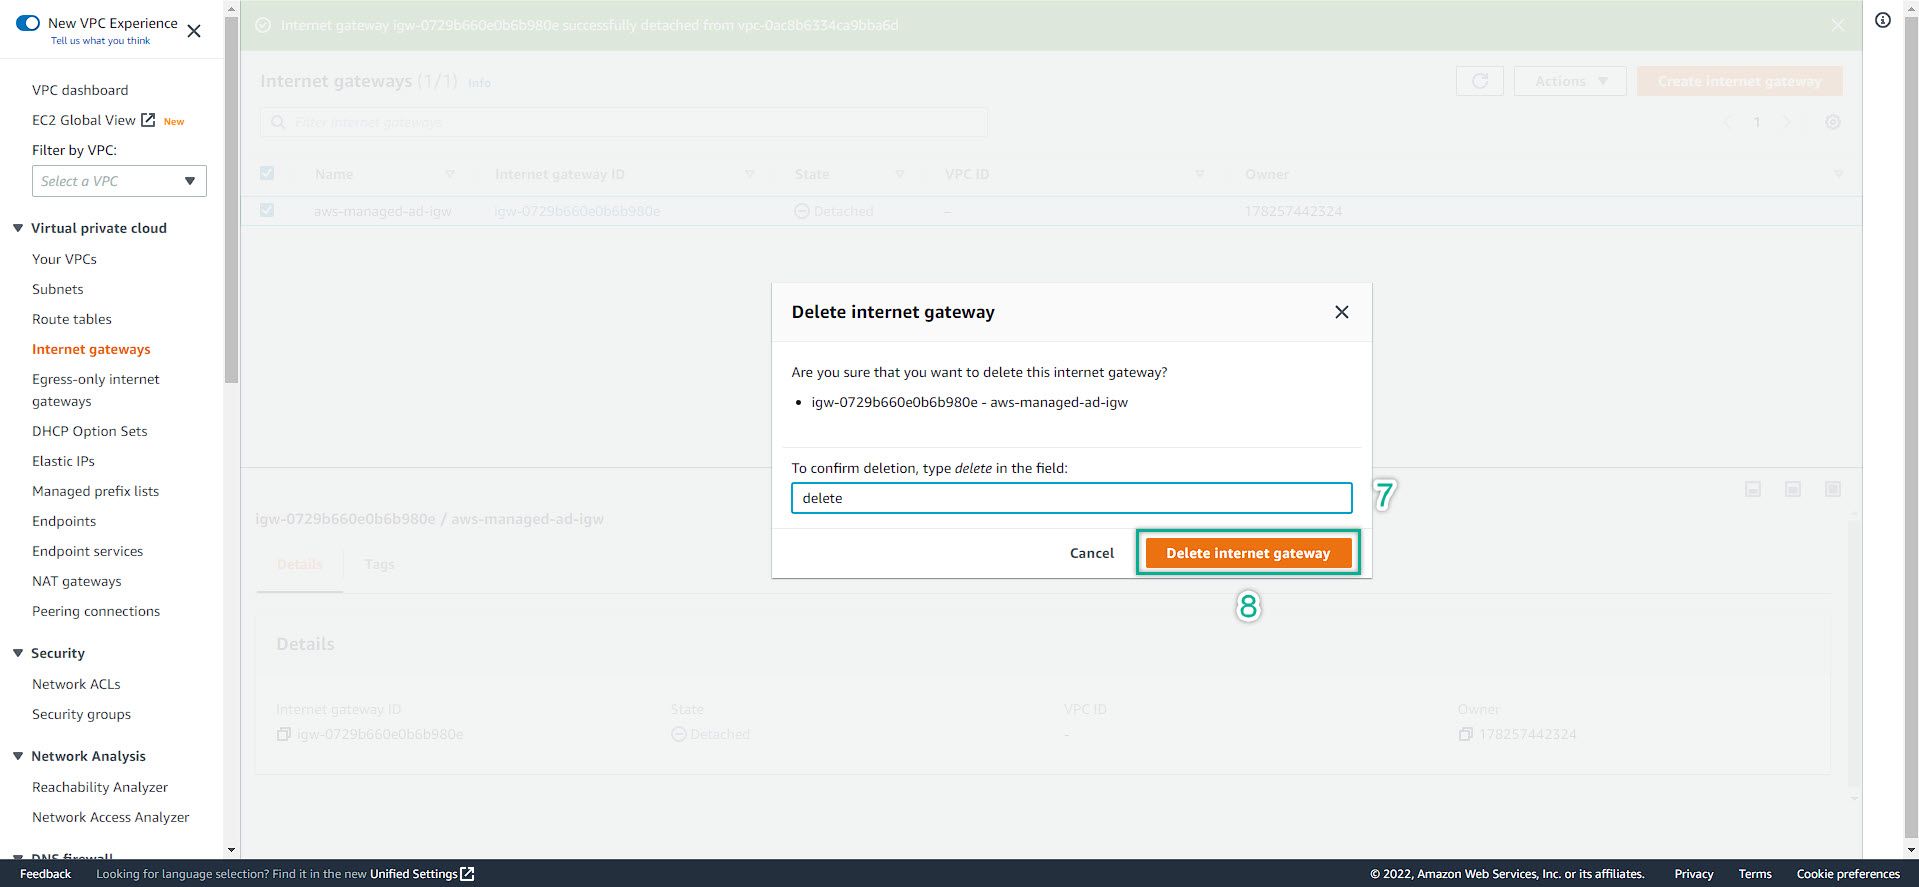 New VPC Experience
Tell us what you think
VPC dashboard
EC2 Global View New
Filter by VPC:
Select a VPC
Virtual private cloud
Your VPCs
Subnets
Route tables
Internet gateways
Egress-only internet
gateways
DHCP Option Sets
Elastic IPs
Managed prefix lists
Endpoints
Endpoint services
NAT gateways
Peering connections
Security
Network ACLs
Security groups
Network Analysis
Reachability Analyzer
Network Access Analyzer
DNS firewall
Internet gateway igw-0729b660e0b6b980e successfully detached from vpc-0ac8b6334ca9bba6d
Internet gateways (1/1) Info
Actions
Create internet gateway
Filter internet gateways
1
Name Internet gateway ID State VPC ID Owner
aws-managed-ad-igw igw-0729b660e0b6b980e Detached – 178257442324
Delete internet gateway
Are you sure that you want to delete this internet gateway?
• igw-0729b660e0b6b980e - aws-managed-ad-igw
To confirm deletion, type delete in the field:
delete
7
Cancel Delete internet gateway
8
igw-0729b660e0b6b980e / aws-managed-ad-igw
Details Tags
Details
Internet gateway ID State VPC ID Owner
igw-0729b660e0b6b980e Detached - 178257442324
Feedback Looking for language selection? Find it in the new Unified Settings © 2022, Amazon Web Services, Inc. or its affiliates. Privacy Terms Cookie preferences